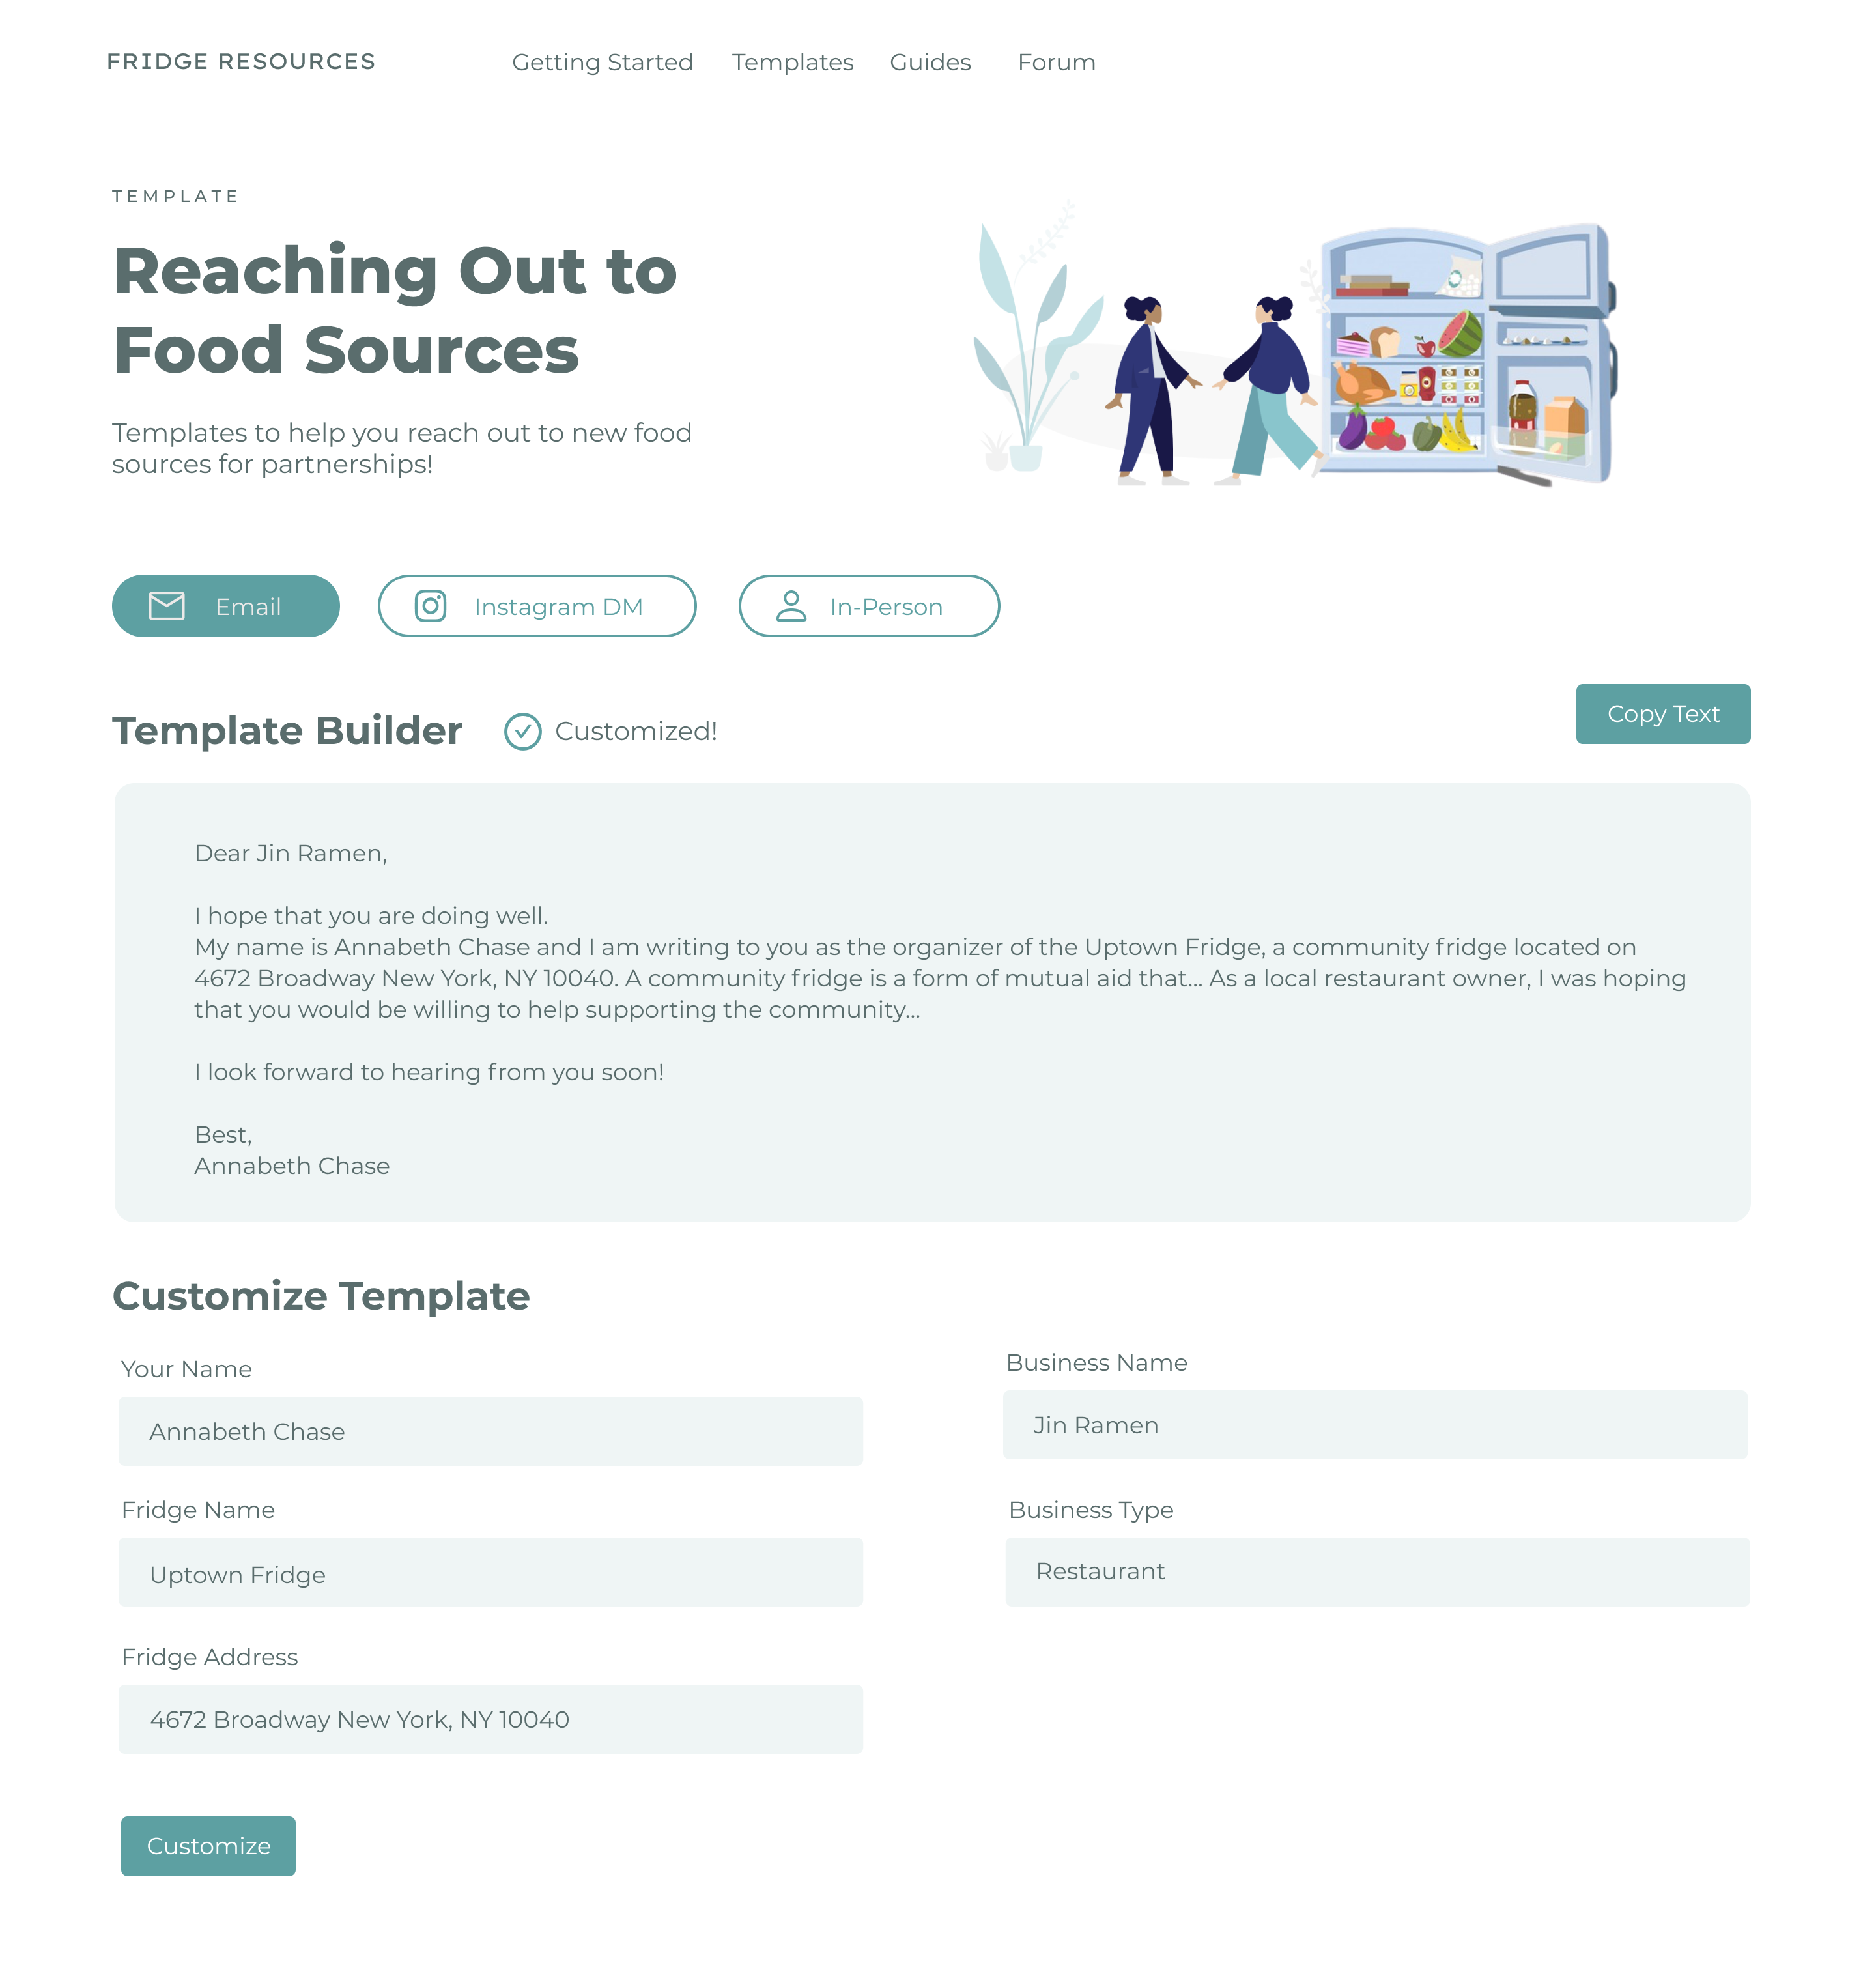 FRIDGE RESOURCES
Getting Started
Templates
Guides
Forum
TEMPLATE
Reaching Out to
Food Sources
Templates to help you reach out to new food
sources for partnerships!
Email
Instagram DM
In-Person
Template Builder
Customized!
Copy Text
Dear Jin Ramen,
I hope that you are doing well.
My name is Annabeth Chase and I am writing to you as the organizer of the Uptown Fridge, a community fridge located on
4672 Broadway New York, NY 10040. A community fridge is a form of mutual aid that... As a local restaurant owner, I was hoping
that you would be willing to help supporting the community...
I look forward to hearing from you soon!
Best,
Annabeth Chase
Customize Template
Your Name
Annabeth Chase
Fridge Name
Uptown Fridge
Fridge Address
4672 Broadway New York, NY 10040
Business Name
Jin Ramen
Business Type
Restaurant
Customize